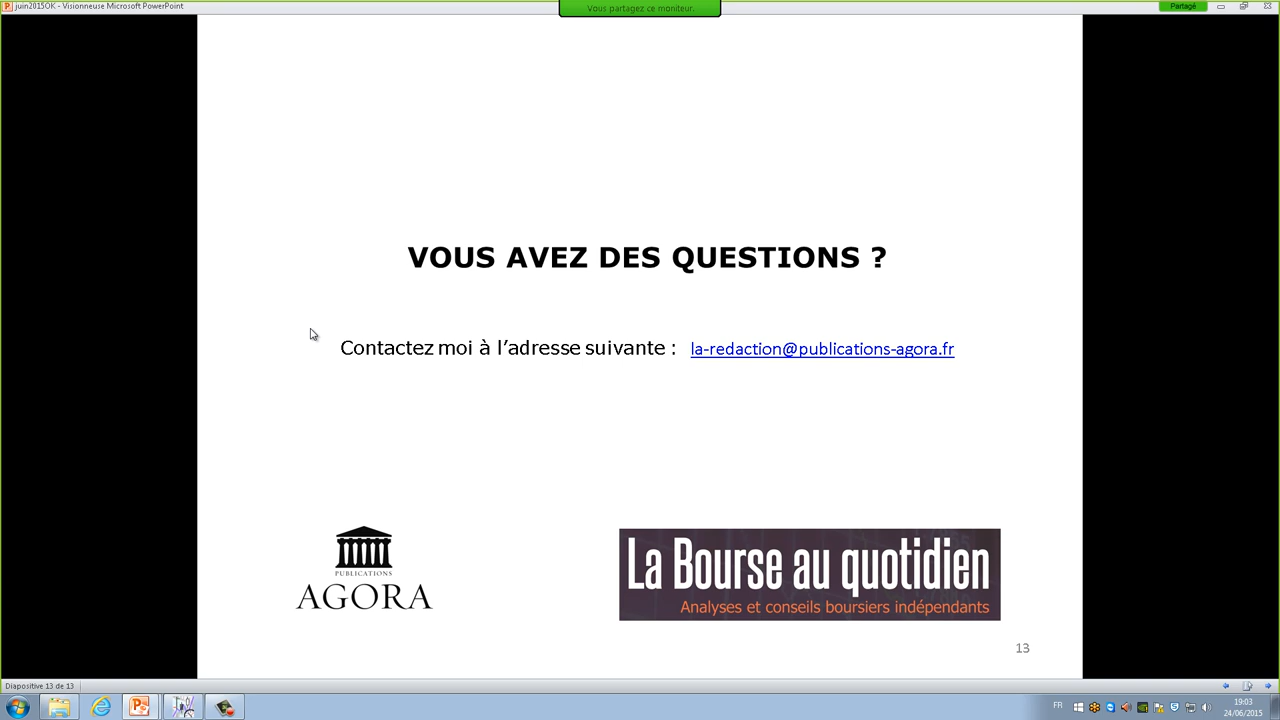 juin2015OK - Visionneuse Microsoft PowerPoint
Vous partagez ce moniteur.
Partagé
VOUS AVEZ DES QUESTIONS ?
Contactez moi à l’adresse suivante : la-redaction@publications-agora.fr
PUBLICATIONS
AGORA
La Bourse au quotidien
Analyses et conseils boursiers indépendants
13
Diapositive 13 de 13
FR
19:03
24/06/2015